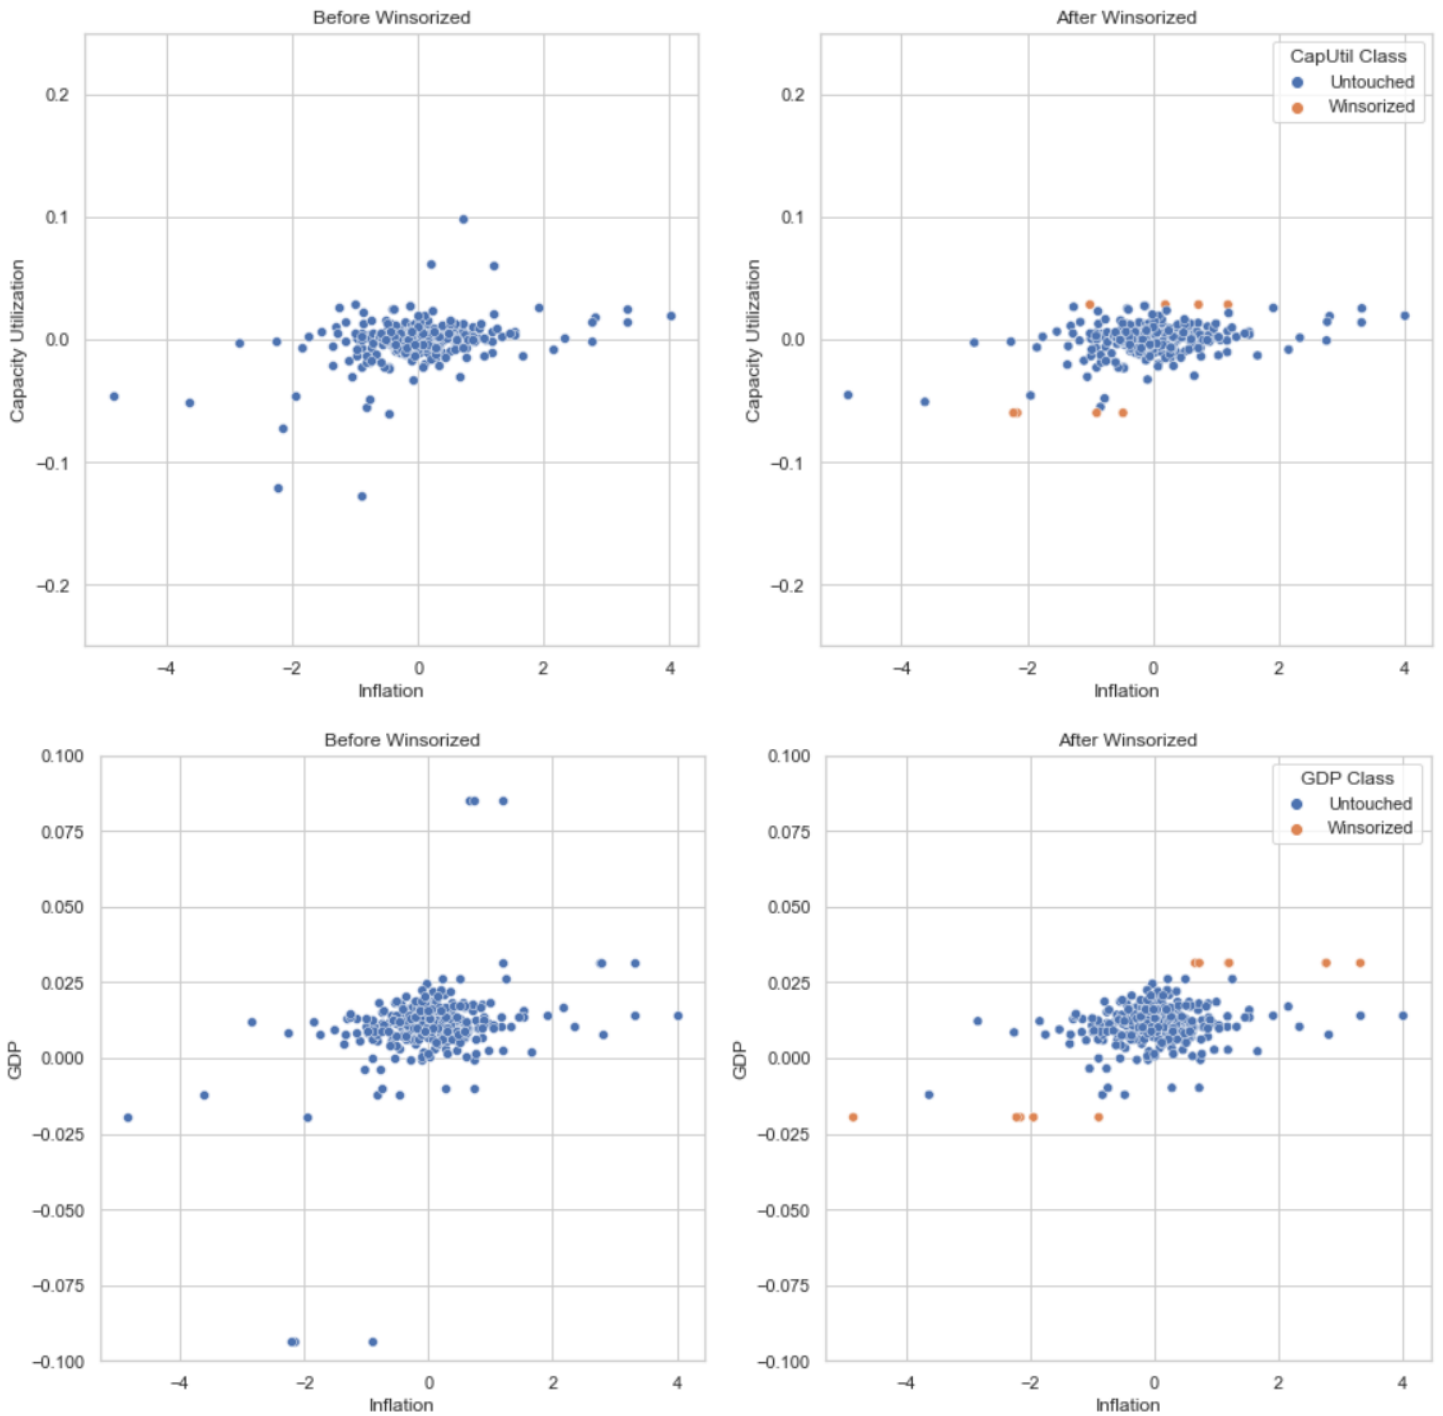 Before Winsorized
After Winsorized
CapUtil Class
Untouched
Winsorized
Capacity Utilization
0.2
0.1
0.0
−0.1
−0.2
−4
−2
0
2
4
Inflation
Capacity Utilization
0.2
0.1
0.0
−0.1
−0.2
−4
−2
0
2
4
Inflation
Before Winsorized
After Winsorized
GDP Class
Untouched
Winsorized
GDP
0.100
0.075
0.050
0.025
0.000
−0.025
−0.050
−0.075
−0.100
−4
−2
0
2
4
Inflation
GDP
0.100
0.075
0.050
0.025
0.000
−0.025
−0.050
−0.075
−0.100
−4
−2
0
2
4
Inflation